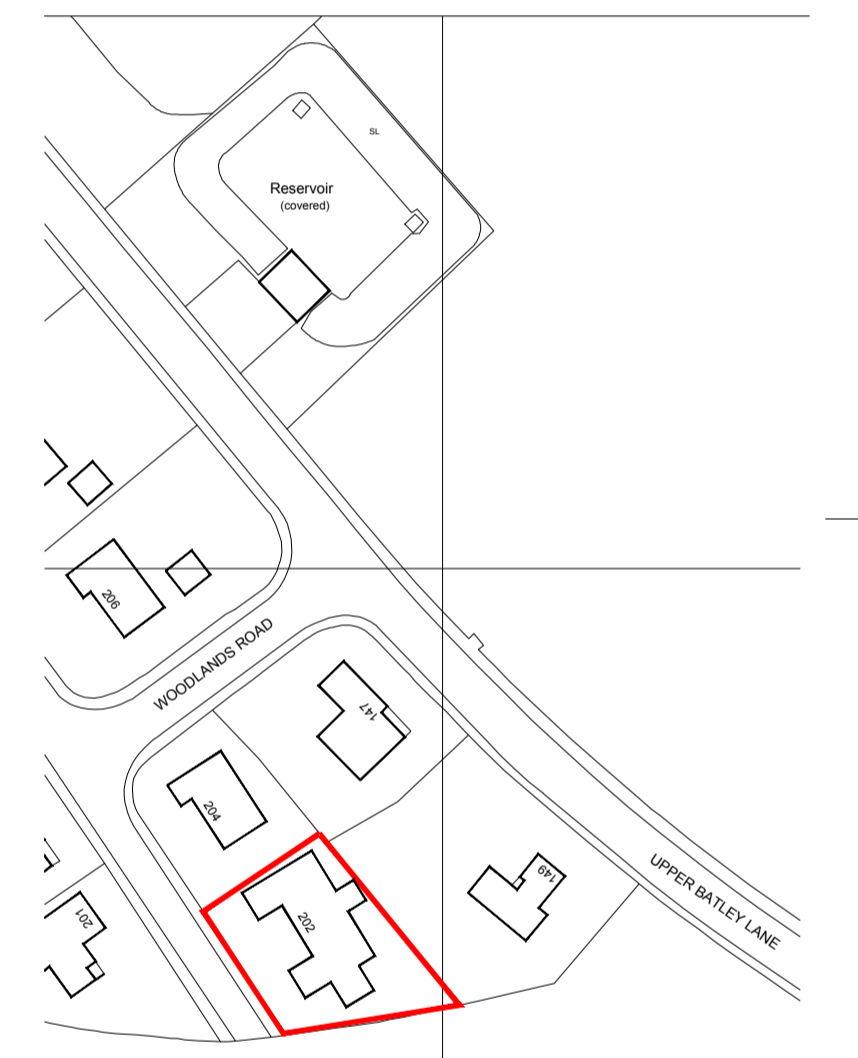 SL
Reservoir
(covered)
206
WOODLANDS ROAD
147
204
149
UPPER BATLEY LANE
201
202